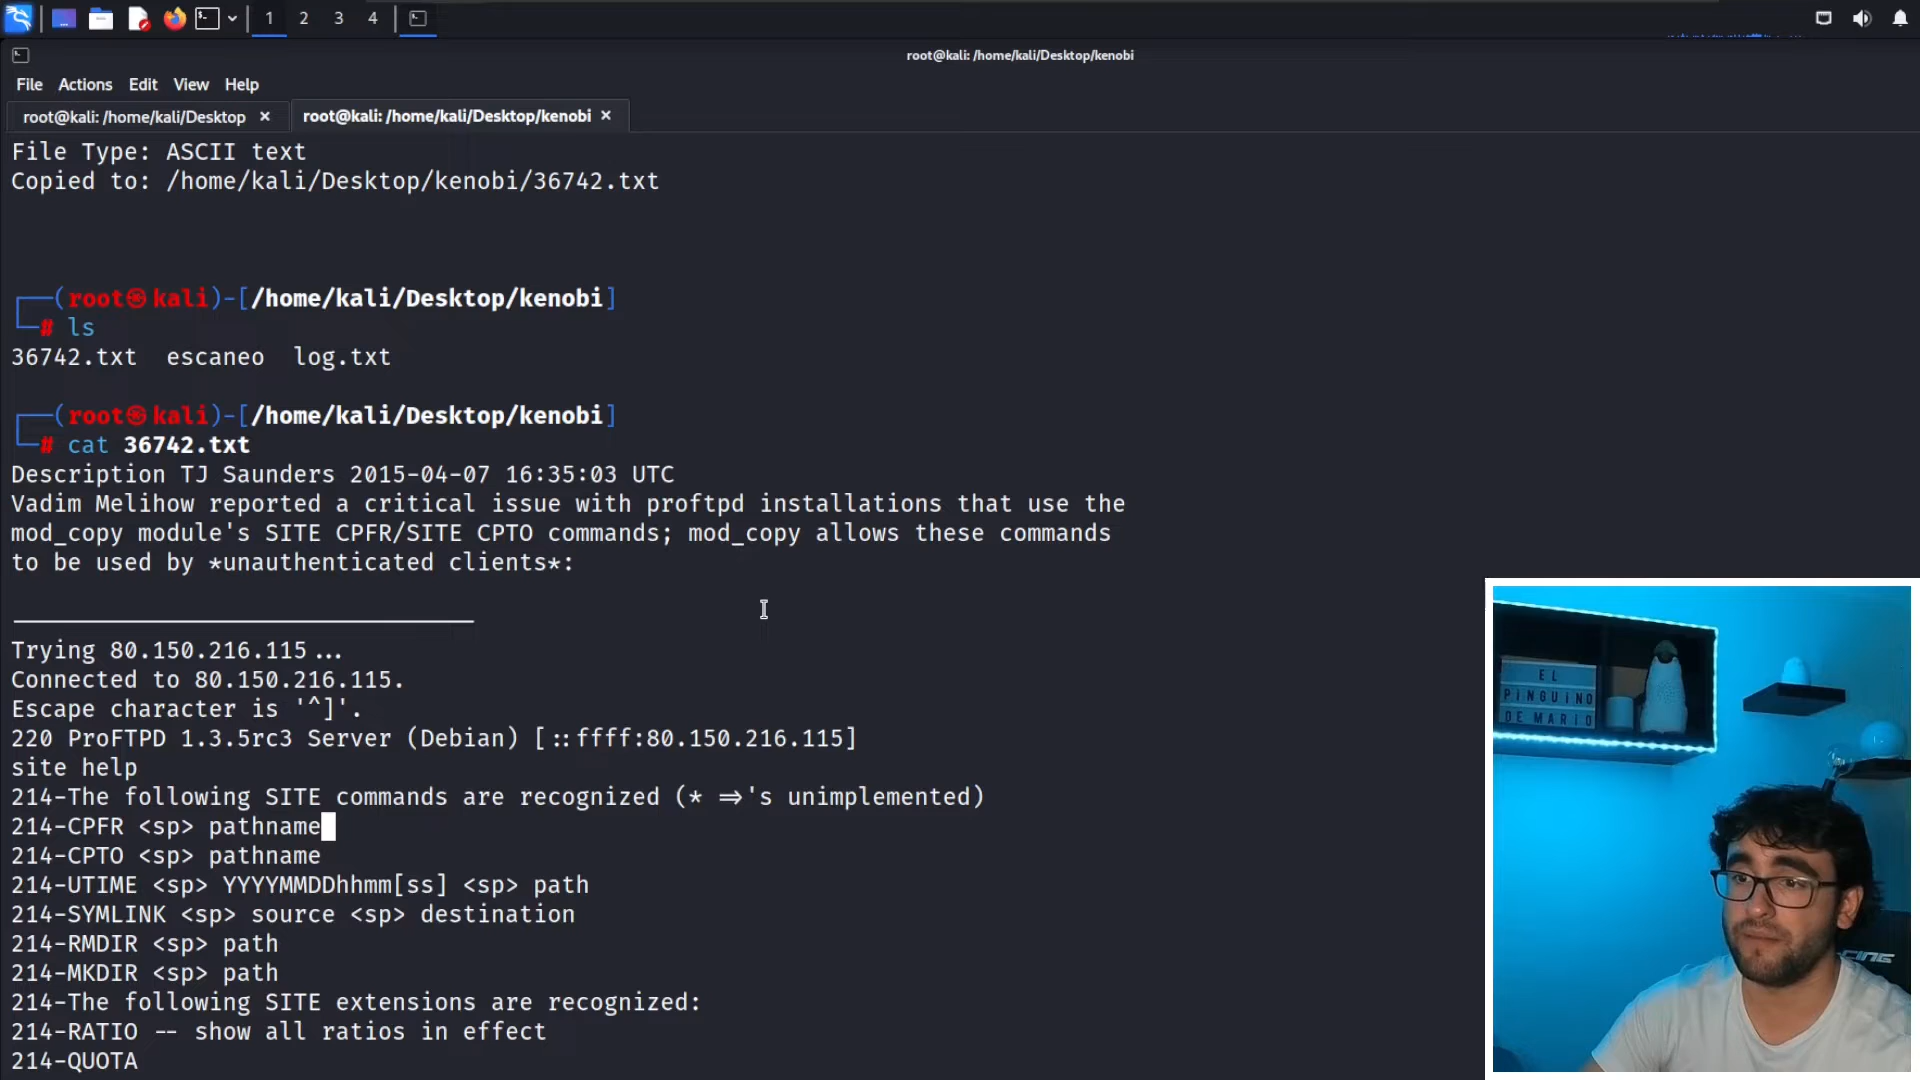 1 2 3 4
root@kali: /home/kali/Desktop/kenobi
File Actions Edit View Help
root@kali: /home/kali/Desktop × root@kali: /home/kali/Desktop/kenobi ×
File Type: ASCII text
Copied to: /home/kali/Desktop/kenobi/36742.txt
┌──(root㉿kali)-[/home/kali/Desktop/kenobi]
└─# ls
36742.txt  escaneo  log.txt
┌──(root㉿kali)-[/home/kali/Desktop/kenobi]
└─# cat 36742.txt
Description TJ Saunders 2015-04-07 16:35:03 UTC
Vadim Melihow reported a critical issue with proftpd installations that use the
mod_copy module's SITE CPFR/SITE CPTO commands; mod_copy allows these commands
to be used by *unauthenticated clients*:
_________________________________
Trying 80.150.216.115...
Connected to 80.150.216.115.
Escape character is '^]'.
220 ProFTPD 1.3.5rc3 Server (Debian) [::ffff:80.150.216.115]
site help
214-The following SITE commands are recognized (* =>'s unimplemented)
214-CPFR <sp> pathname
214-CPTO <sp> pathname
214-UTIME <sp> YYYYMMDDhhmm[ss] <sp> path
214-SYMLINK <sp> source <sp> destination
214-RMDIR <sp> path
214-MKDIR <sp> path
214-The following SITE extensions are recognized:
214-RATIO -- show all ratios in effect
214-QUOTA
EL
PINGUINO
DE MARIO